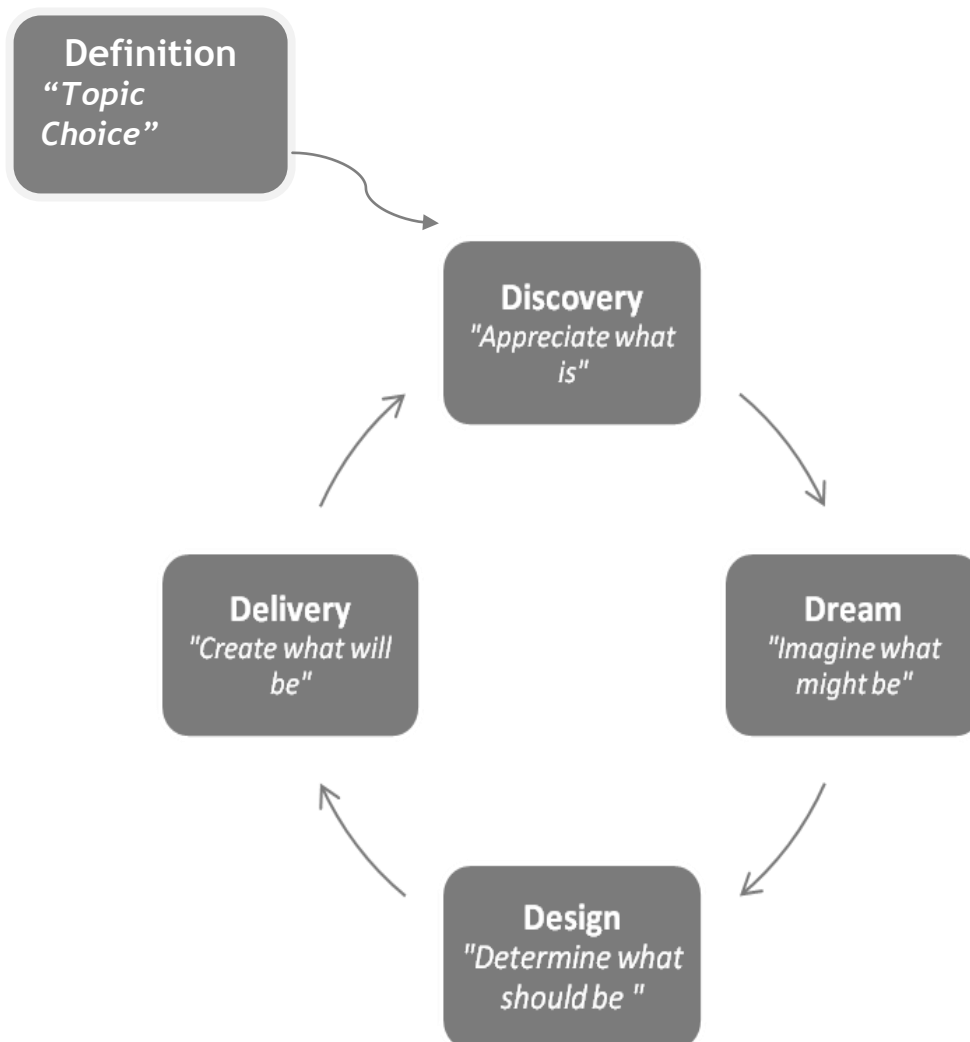 Definition
“Topic
Choice”
Discovery
"Appreciate what
is"
Delivery
"Create what will
be"
Dream
"Imagine what
might be"
Design
"Determine what
should be "